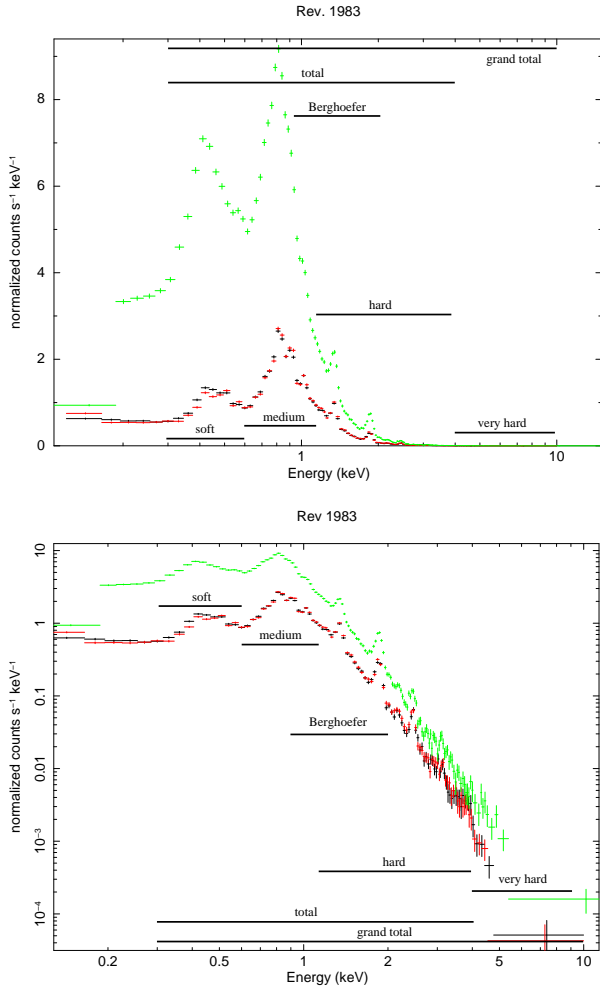 Rev. 1983
grand total
total
Berghoefer
hard
medium
soft
very hard
normalized counts s⁻¹ keV⁻¹
0
2
4
6
8
1
10
Energy (keV)
Rev 1983
soft
medium
Berghoefer
hard
very hard
total
grand total
normalized counts s⁻¹ keV⁻¹
10
1
0.1
0.01
10⁻³
10⁻⁴
0.2
0.5
1
2
5
10
Energy (keV)